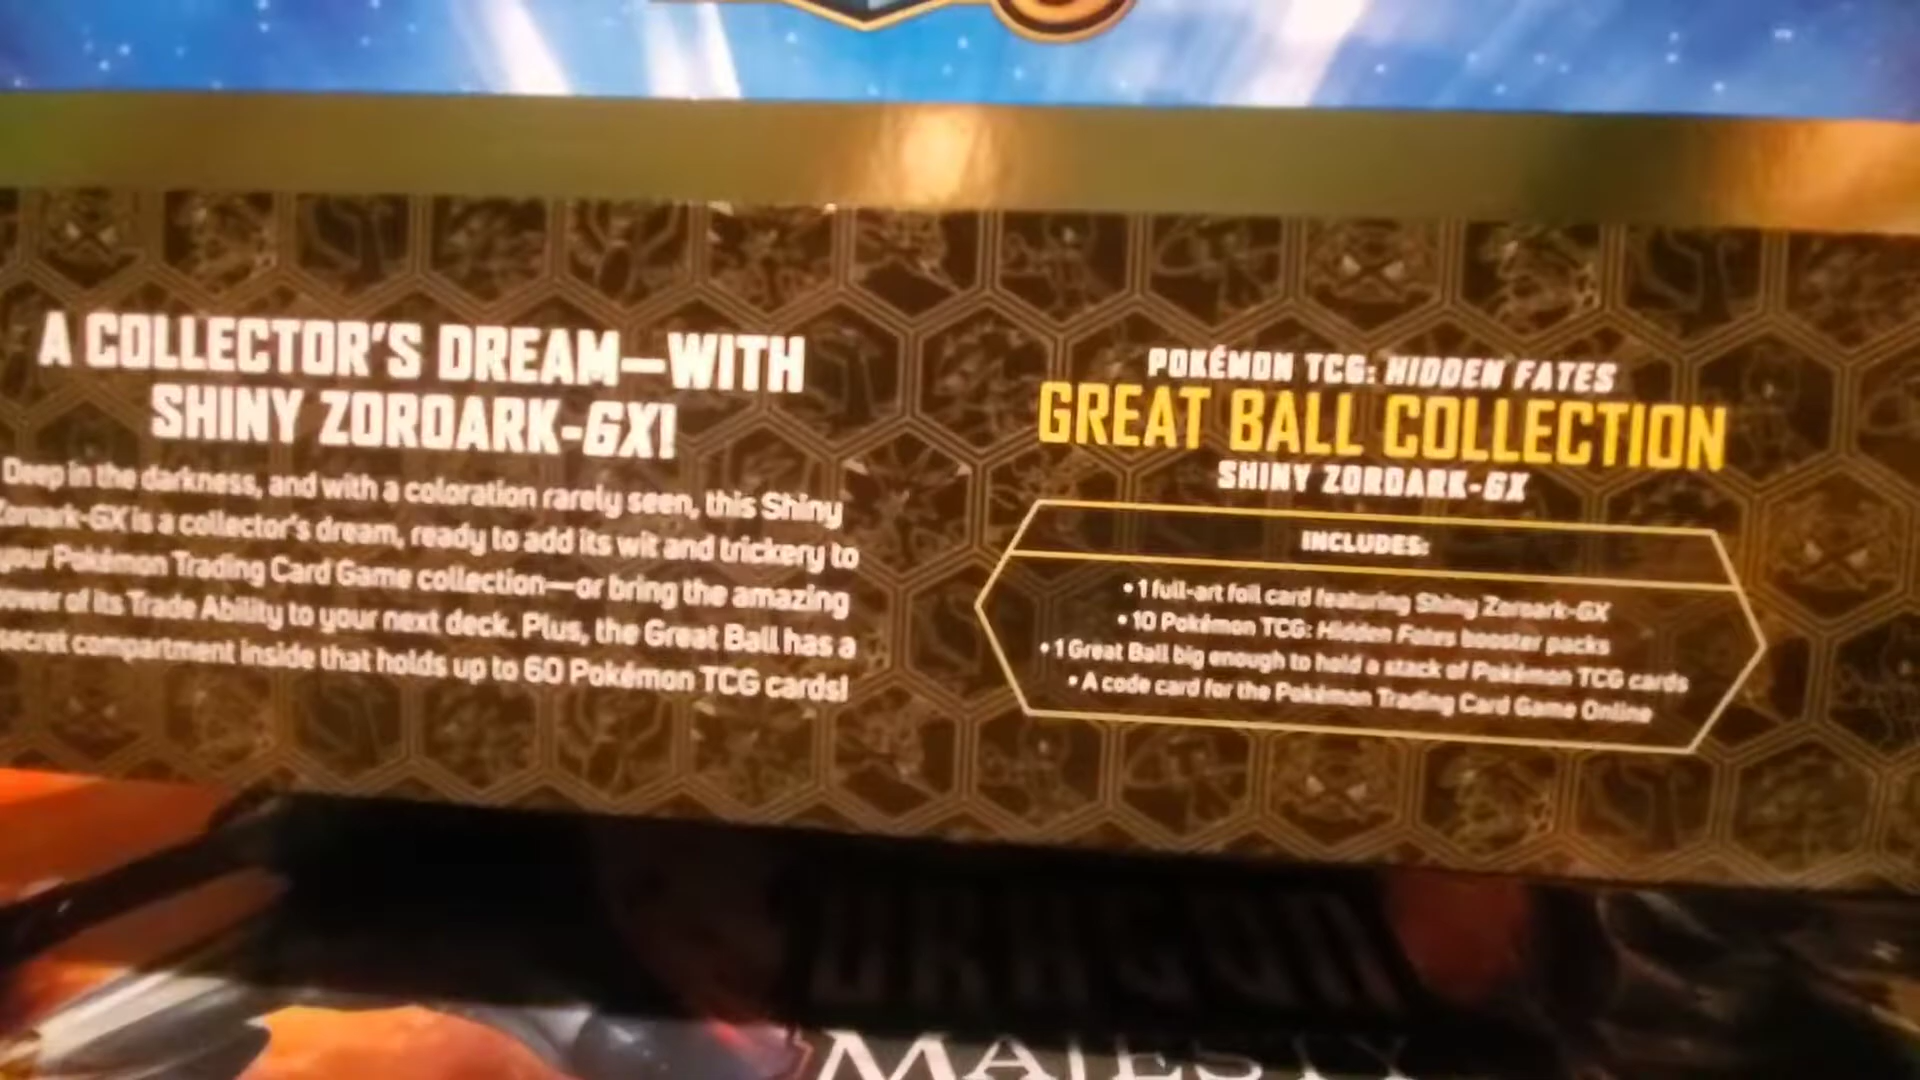 A COLLECTOR'S DREAM—WITH
SHINY ZOROARK-GX!
Deep in the darkness, and with a coloration rarely seen, this Shiny
Zoroark-GX is a collector's dream, ready to add its wit and trickery to
your Pokémon Trading Card Game collection—or bring the amazing
power of its Trade Ability to your next deck. Plus, the Great Ball has a
secret compartment inside that holds up to 60 Pokémon TCG cards!
POKÉMON TCG: HIDDEN FATES
GREAT BALL COLLECTION
SHINY ZOROARK-GX
INCLUDES:
• 1 full-art foil card featuring Shiny Zoroark-GX
• 10 Pokémon TCG: Hidden Fates booster packs
• 1 Great Ball big enough to hold a stack of Pokémon TCG cards
• A code card for the Pokémon Trading Card Game Online
DRAGON
MAJESTY